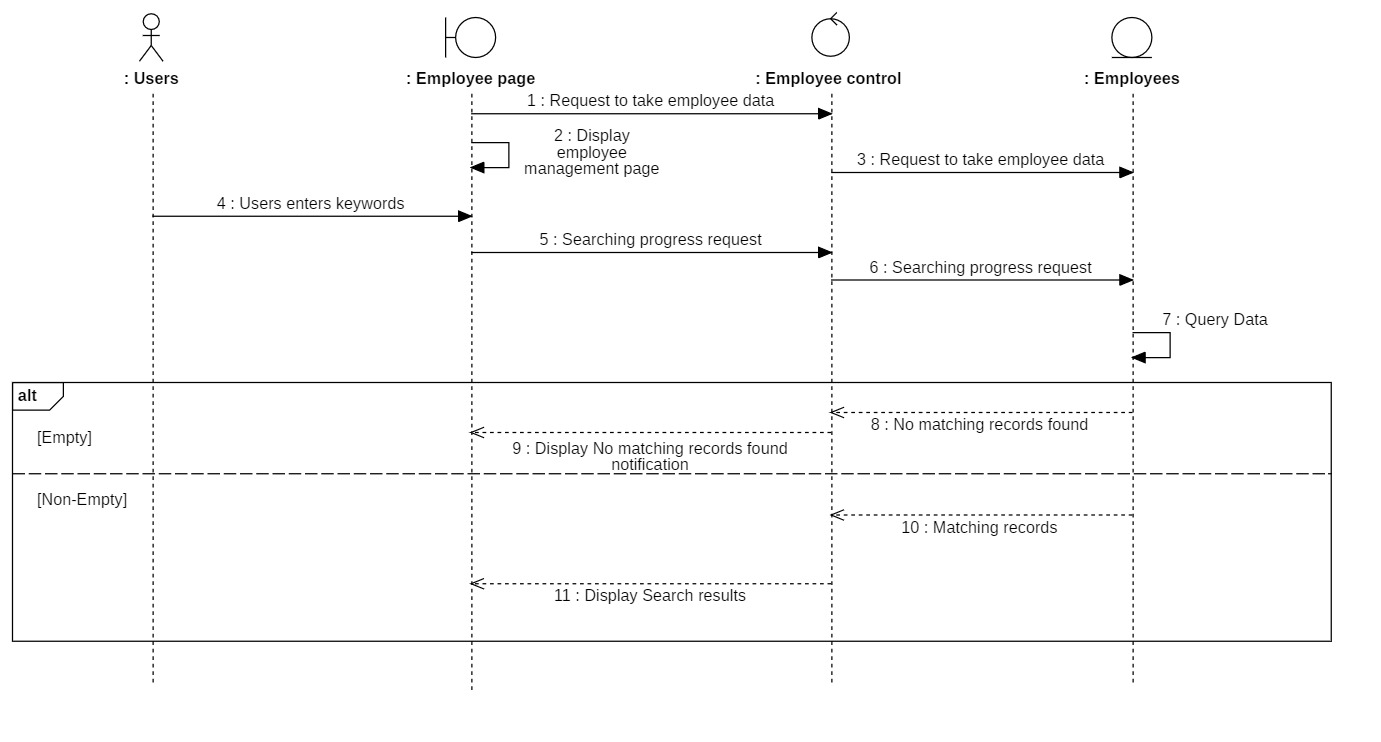 : Users
: Employee page
: Employee control
: Employees
1 : Request to take employee data
2 : Display
employee
management page
3 : Request to take employee data
4 : Users enters keywords
5 : Searching progress request
6 : Searching progress request
7 : Query Data
alt
[Empty]
8 : No matching records found
9 : Display No matching records found
notification
[Non-Empty]
10 : Matching records
11 : Display Search results